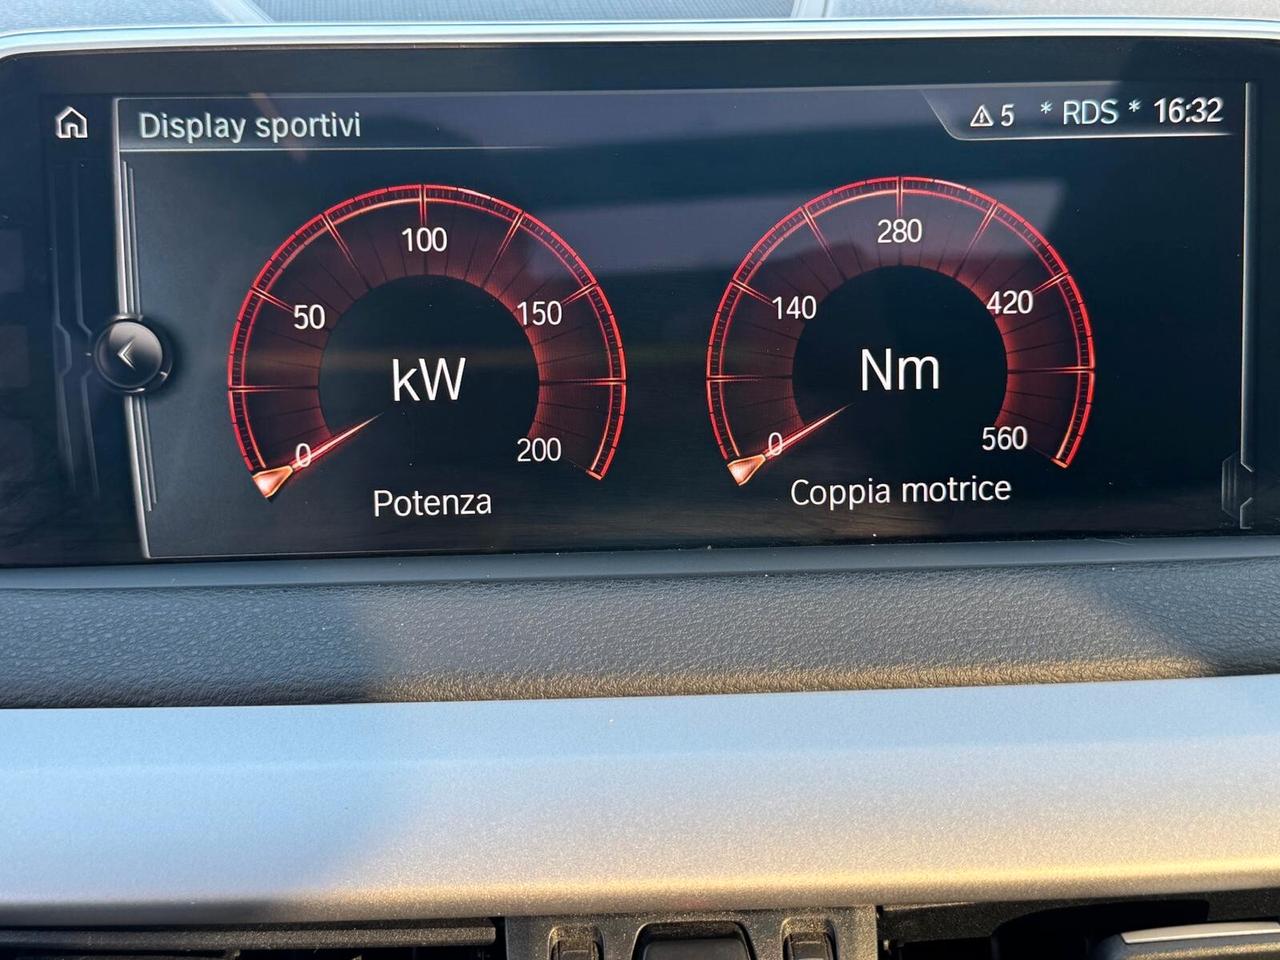 Display sportivi
5 * RDS * 16:32
0
50
100
150
200
kW
Potenza
0
140
280
420
560
Nm
Coppia motrice